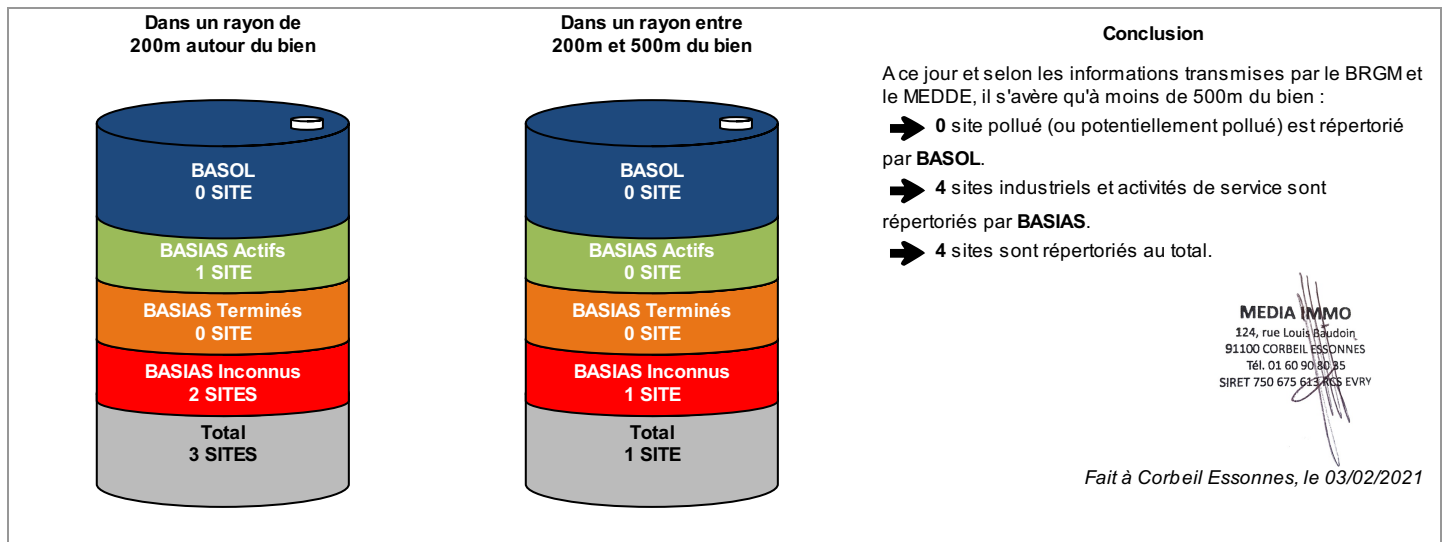 Dans un rayon de
200m autour du bien
BASOL
0 SITE
BASIAS Actifs
1 SITE
BASIAS Terminés
0 SITE
BASIAS Inconnus
2 SITES
Total
3 SITES
Dans un rayon entre
200m et 500m du bien
BASOL
0 SITE
BASIAS Actifs
0 SITE
BASIAS Terminés
0 SITE
BASIAS Inconnus
1 SITE
Total
1 SITE
Conclusion
A ce jour et selon les informations transmises par le BRGM et
le MEDDE, il s'avère qu'à moins de 500m du bien :
0 site pollué (ou potentiellement pollué) est répertorié
par BASOL.
4 sites industriels et activités de service sont
répertoriés par BASIAS.
4 sites sont répertoriés au total.
MEDIA IMMO
124, rue Louis Baudoin
91100 CORBEIL ESSONNES
Tél. 01 60 90 80 85
SIRET 750 675 613 RCS EVRY
Fait à Corbeil Essonnes, le 03/02/2021